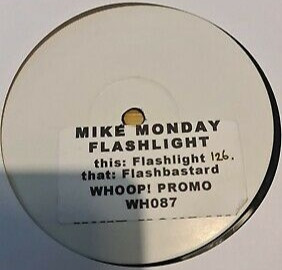 MIKE MONDAY
FLASHLIGHT
this: Flashlight 126.
that: Flashbastard
WHOOP! PROMO
WH087